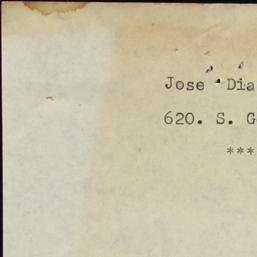 Jose Dia
620. S. G
***